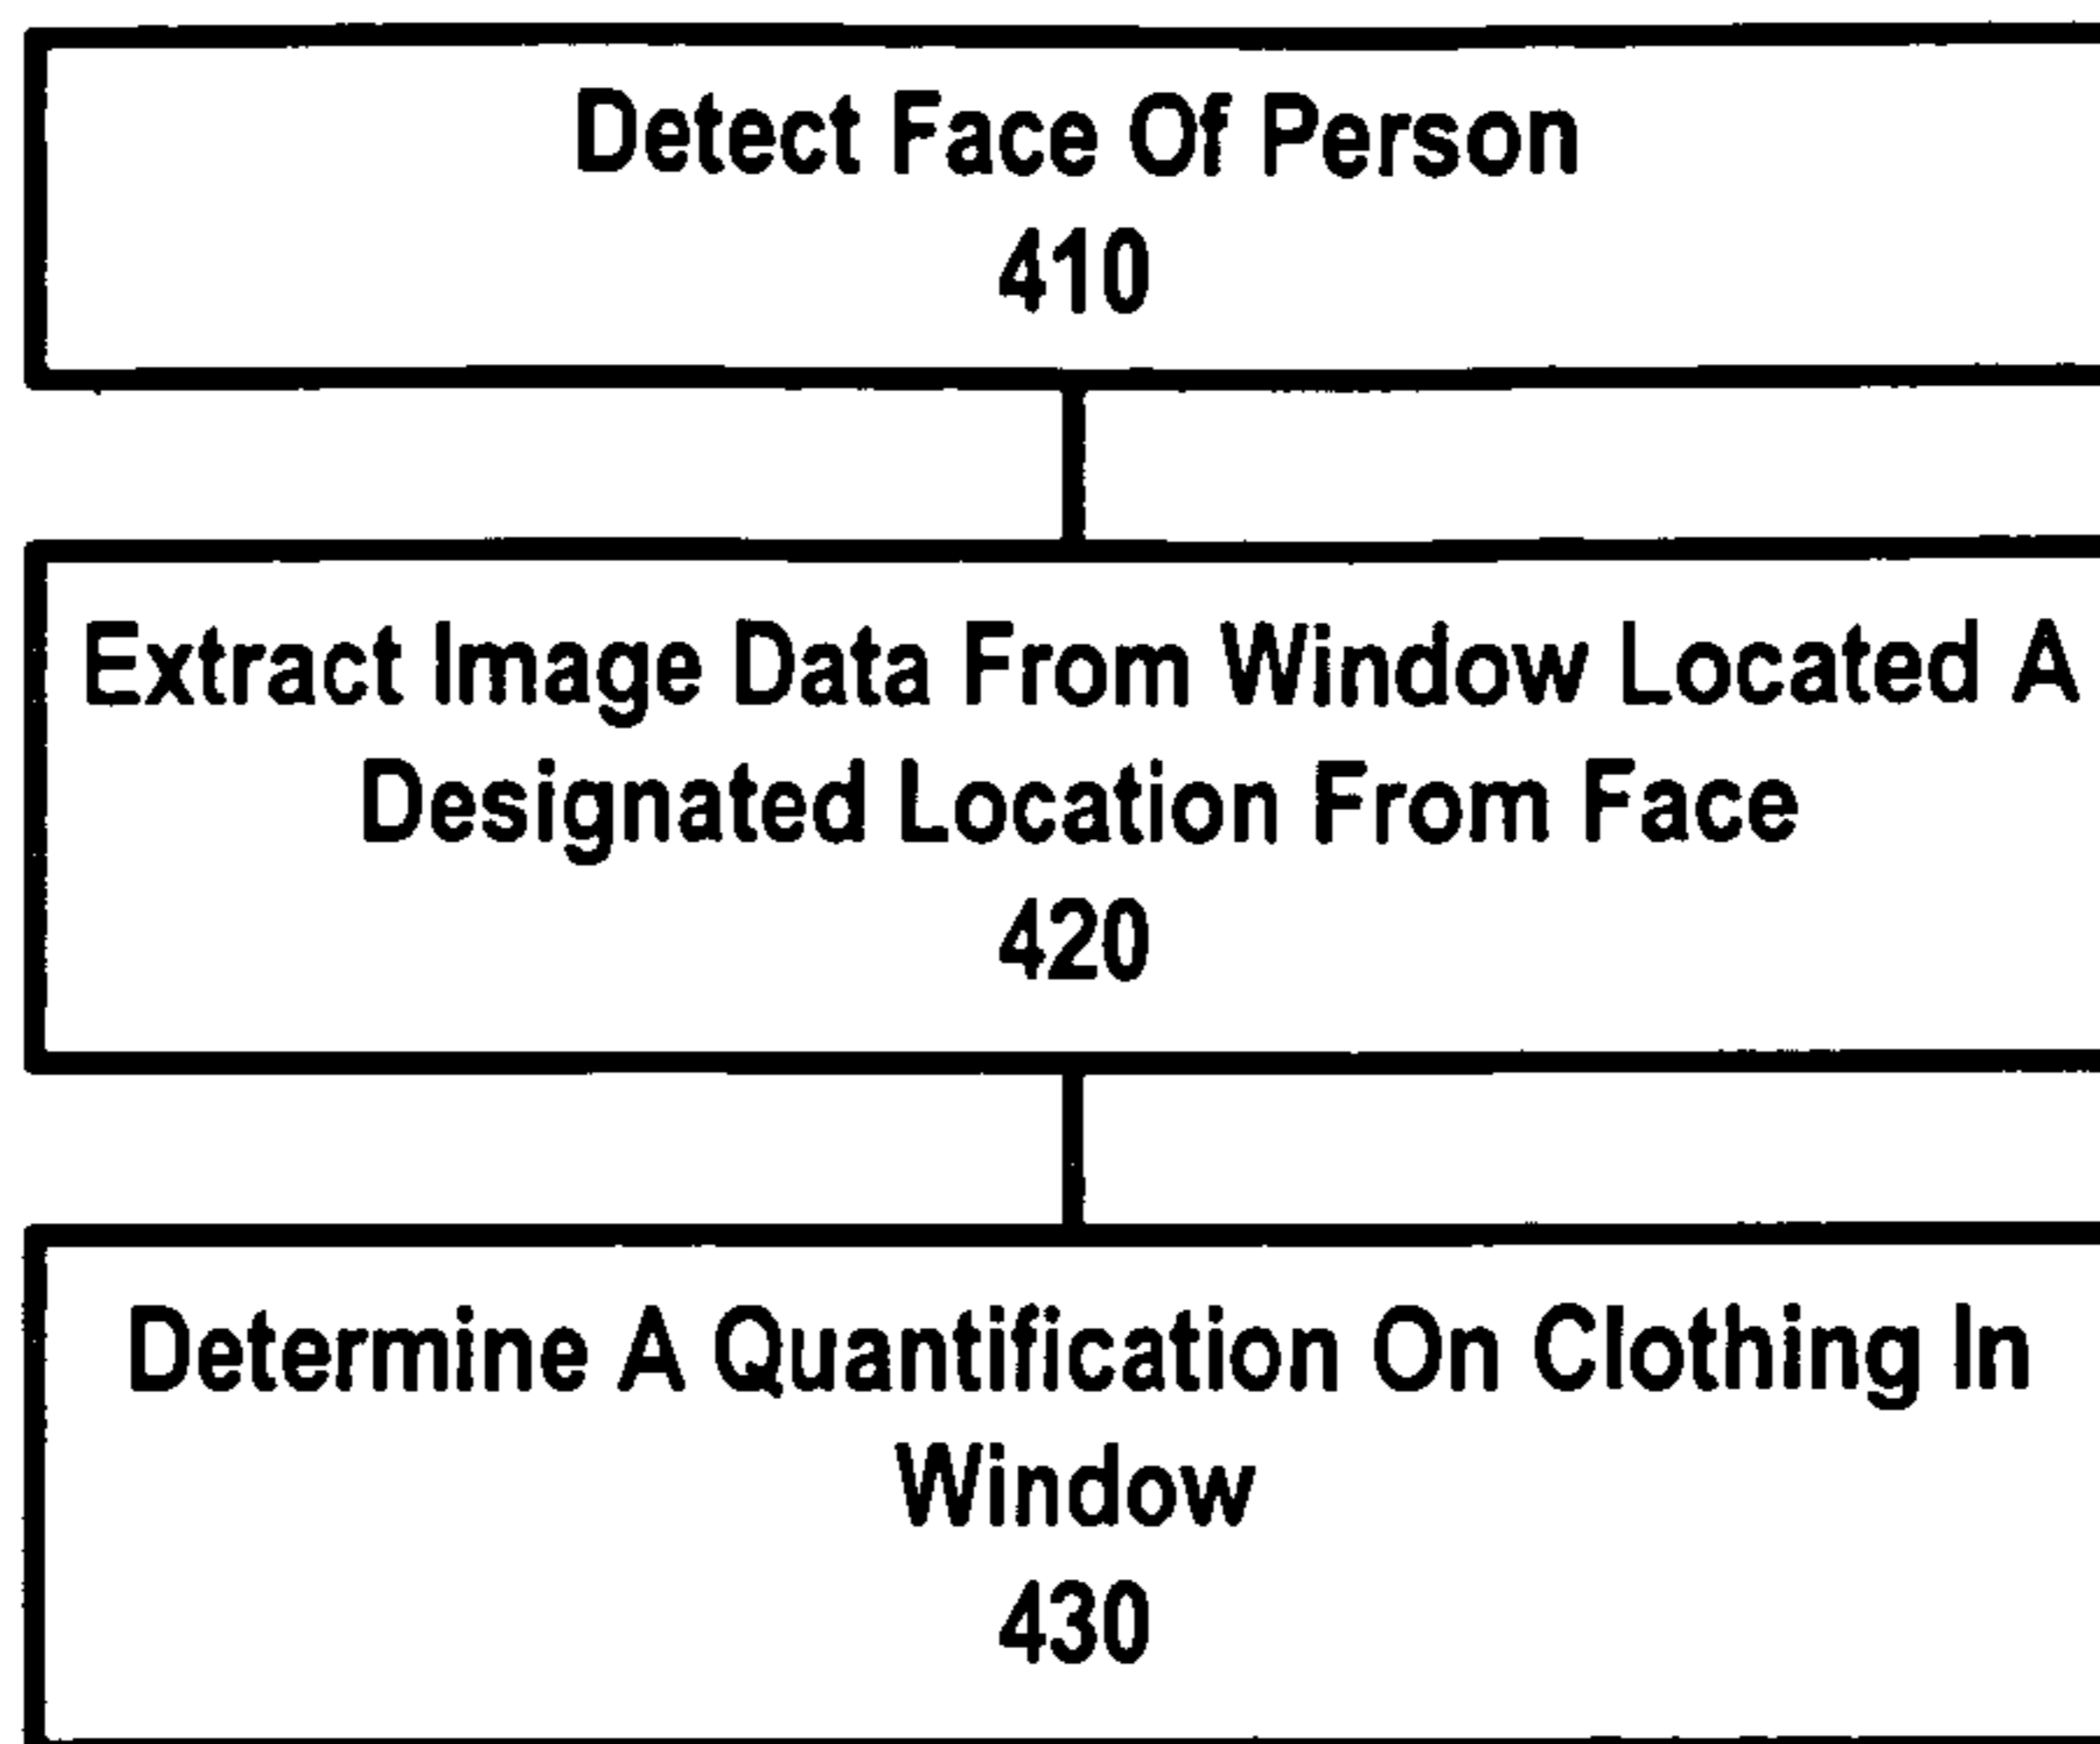 Detect Face Of Person
410
Extract Image Data From Window Located A
Designated Location From Face
420
Determine A Quantification On Clothing In
Window
430